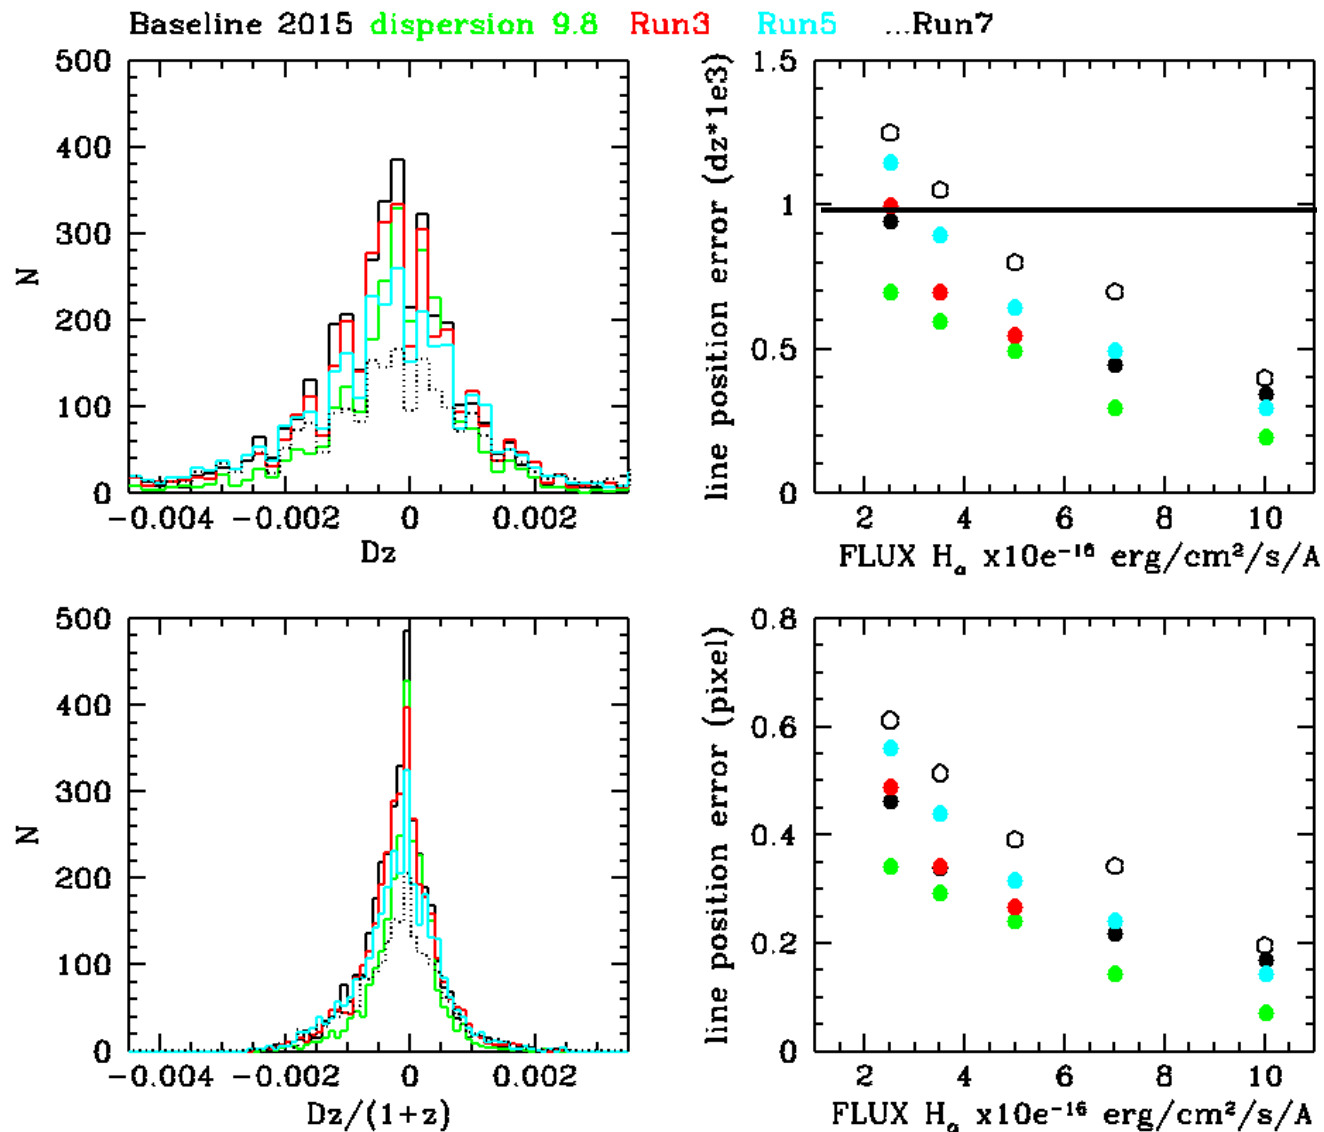 Baseline 2015 dispersion 9.8 Run3 Run5 ...Run7
500
400
300
200
100
0
N
-0.004 -0.002 0 0.002
Dz
1.5
1
0.5
0
line position error (dz*1e3)
2 4 6 8 10
FLUX Hα x10e⁻¹⁶ erg/cm²/s/A
500
400
300
200
100
0
N
-0.004 -0.002 0 0.002
Dz/(1+z)
0.8
0.6
0.4
0.2
0
line position error (pixel)
2 4 6 8 10
FLUX Hα x10e⁻¹⁶ erg/cm²/s/A